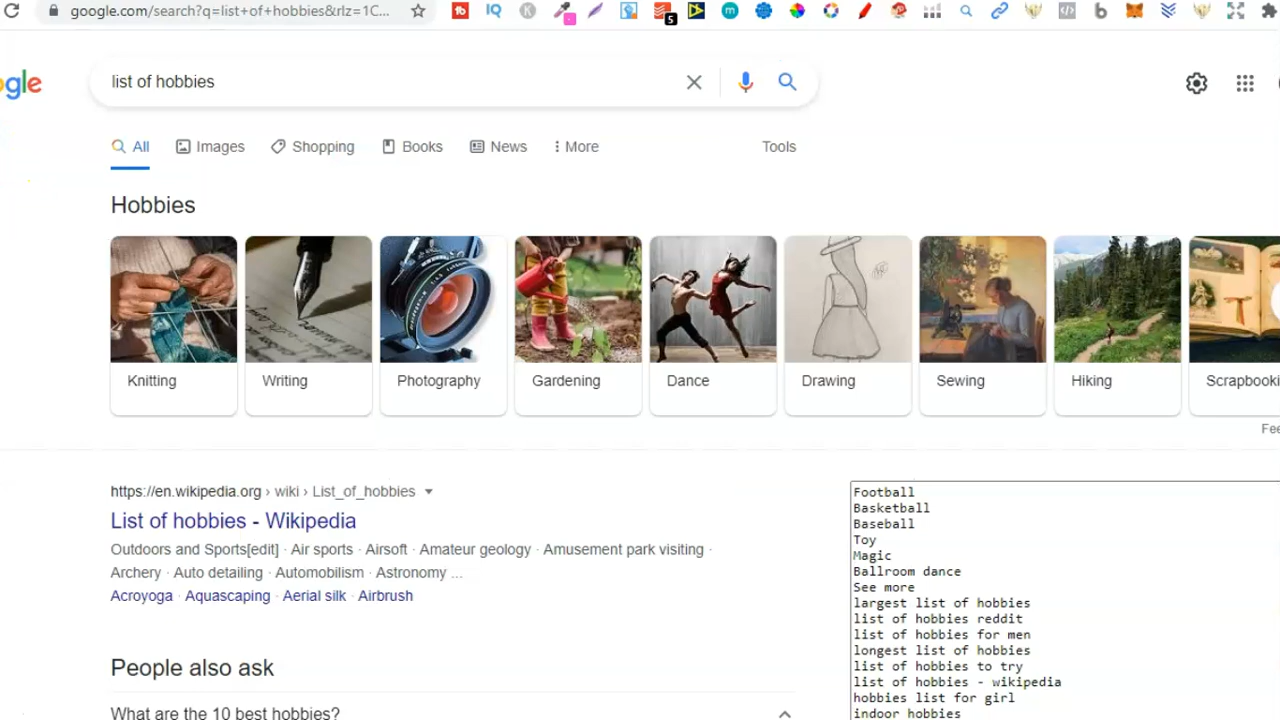 google.com/search?q=list+of+hobbies&rlz=1C...
5
list of hobbies
All Images Shopping Books News More Tools
Hobbies
Knitting Writing Photography Gardening Dance Drawing Sewing Hiking Scrapbooki
Fee
https://en.wikipedia.org › wiki › List_of_hobbies
List of hobbies - Wikipedia
Outdoors and Sports[edit] · Air sports · Airsoft · Amateur geology · Amusement park visiting ·
Archery · Auto detailing · Automobilism · Astronomy ...
Acroyoga · Aquascaping · Aerial silk · Airbrush
People also ask
What are the 10 best hobbies?
Football
Basketball
Baseball
Toy
Magic
Ballroom dance
See more
largest list of hobbies
list of hobbies reddit
list of hobbies for men
longest list of hobbies
list of hobbies to try
list of hobbies - wikipedia
hobbies list for girl
indoor hobbies